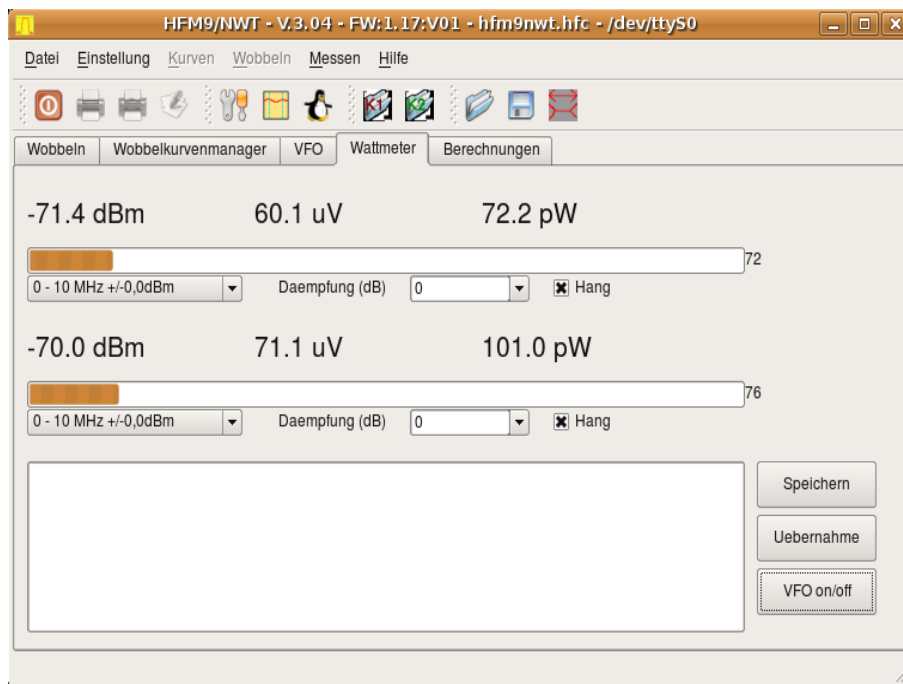 HFM9/NWT - V.3.04 - FW:1.17:V01 - hfm9nwt.hfc - /dev/ttyS0
Datei Einstellung Kurven Wobbeln Messen Hilfe
K1 K2
Wobbeln Wobbelkurvenmanager VFO Wattmeter Berechnungen
-71.4 dBm 60.1 uV 72.2 pW
72
0 - 10 MHz +/-0,0dBm Daempfung (dB) 0 Hang
-70.0 dBm 71.1 uV 101.0 pW
76
0 - 10 MHz +/-0,0dBm Daempfung (dB) 0 Hang
Speichern
Uebernahme
VFO on/off